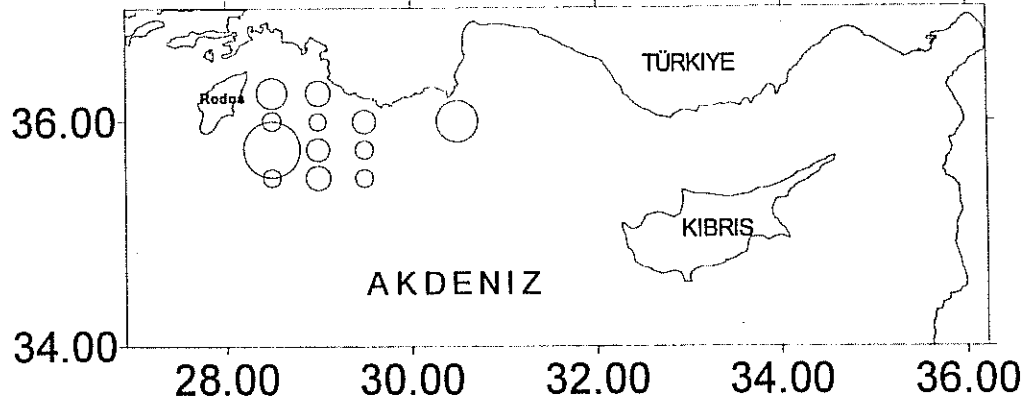 TÜRKIYE
Rodos
36.00
KIBRIS
AKDENIZ
34.00
28.00 30.00 32.00 34.00 36.00